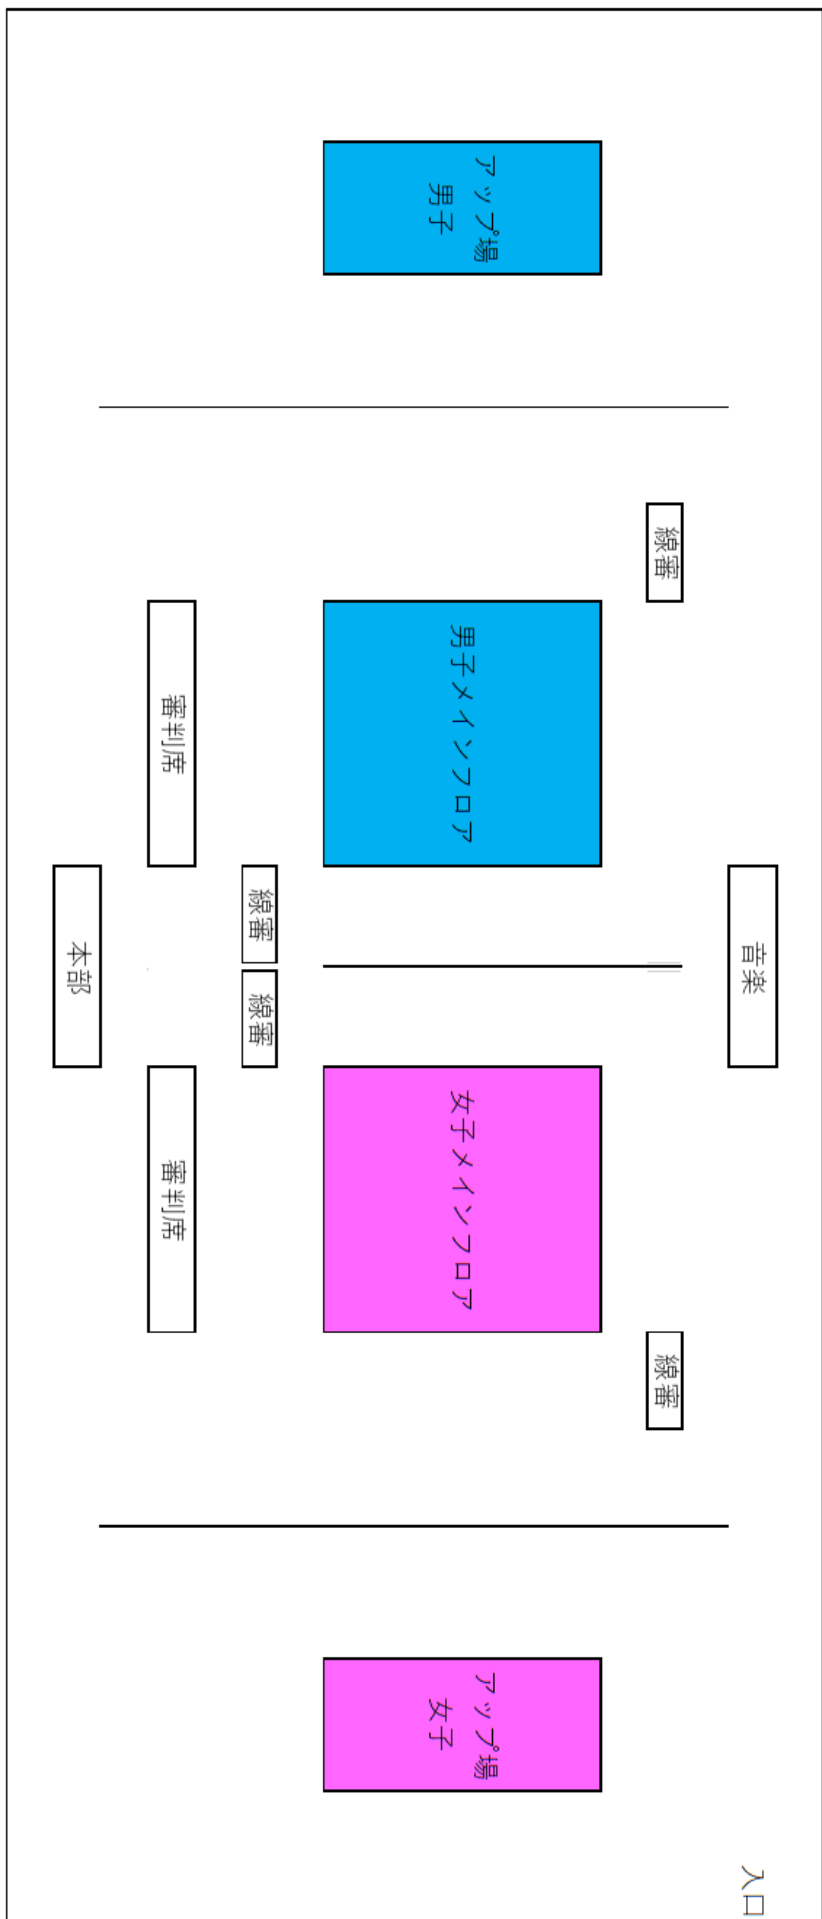 音楽
入口
線審
線審
アップ場
男子
男子メインフロア
女子メインフロア
アップ場
女子
線審
線審
審判席
審判席
本部